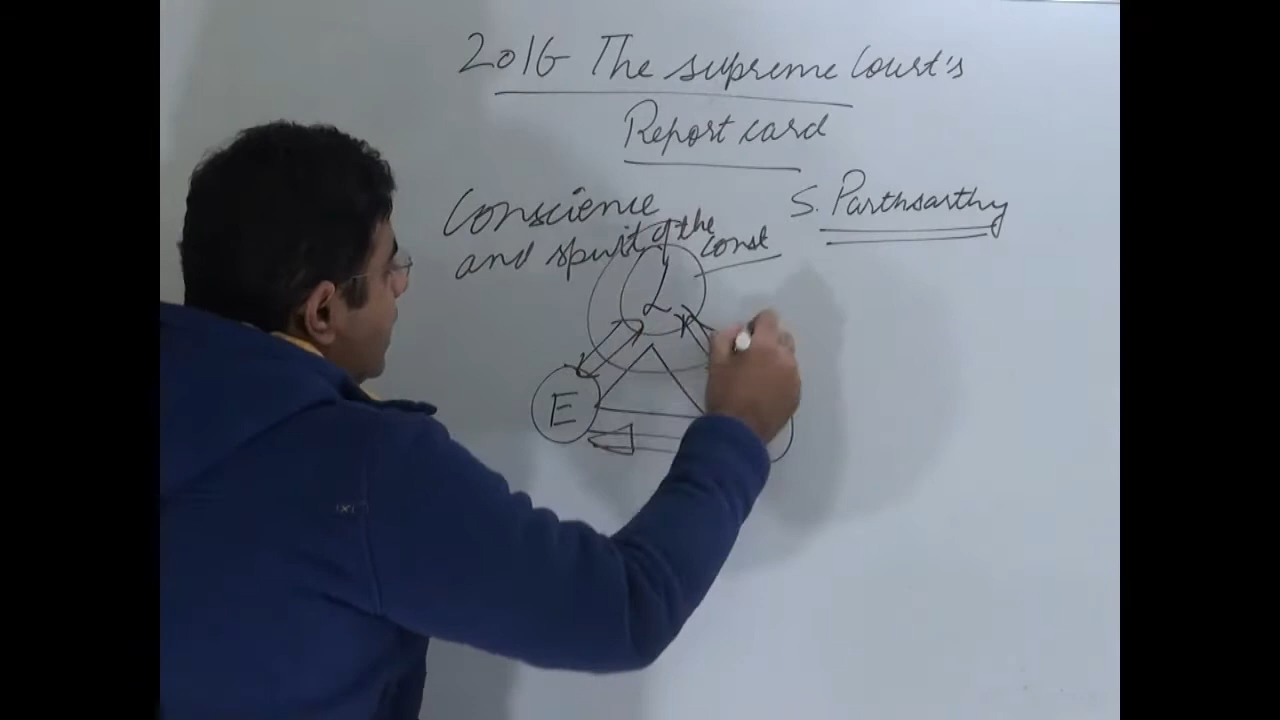 2016 The supreme Court's
Report card
S. Parthsarthy
Conscience
and spirit of the
const
L
E